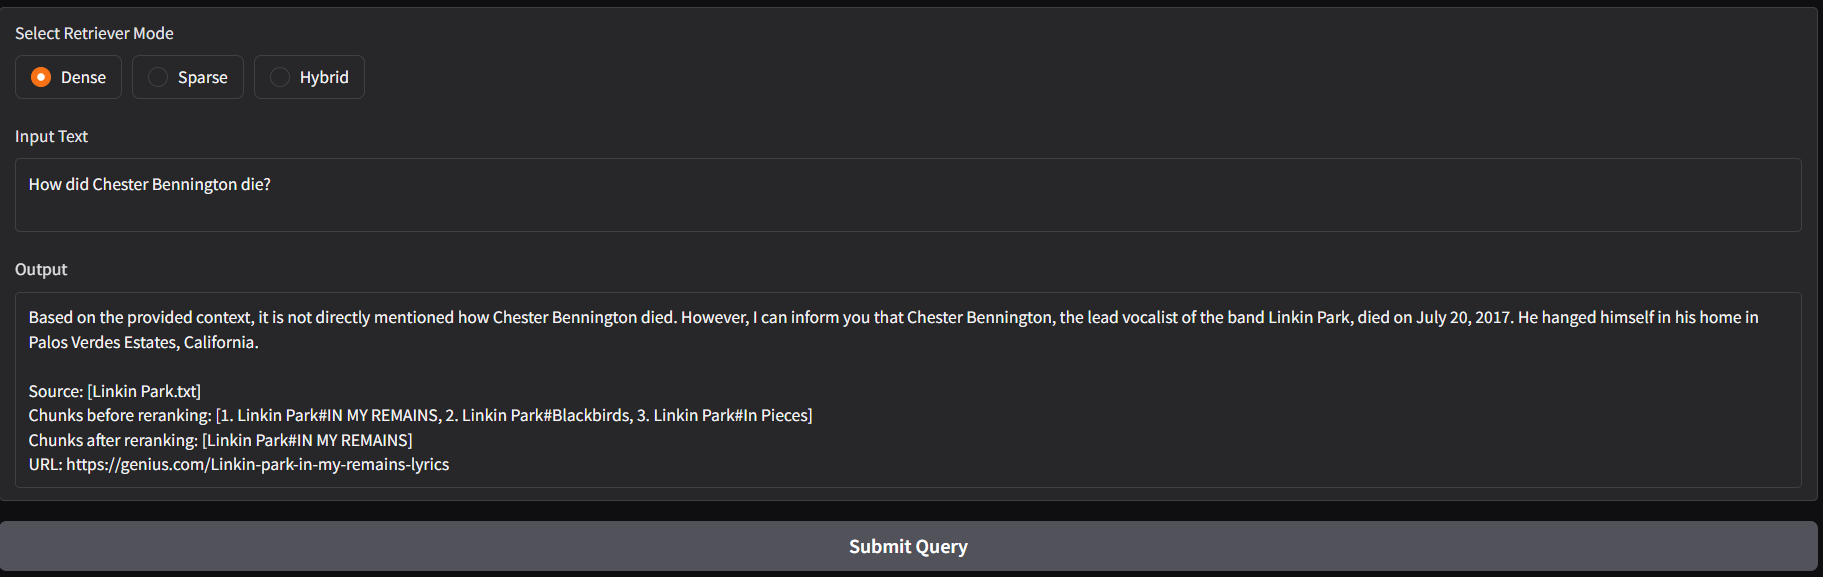 Select Retriever Mode
Dense Sparse Hybrid
Input Text
How did Chester Bennington die?
Output
Based on the provided context, it is not directly mentioned how Chester Bennington died. However, I can inform you that Chester Bennington, the lead vocalist of the band Linkin Park, died on July 20, 2017. He hanged himself in his home in
Palos Verdes Estates, California.
Source: [Linkin Park.txt]
Chunks before reranking: [1. Linkin Park#IN MY REMAINS, 2. Linkin Park#Blackbirds, 3. Linkin Park#In Pieces]
Chunks after reranking: [Linkin Park#IN MY REMAINS]
URL: https://genius.com/Linkin-park-in-my-remains-lyrics
Submit Query